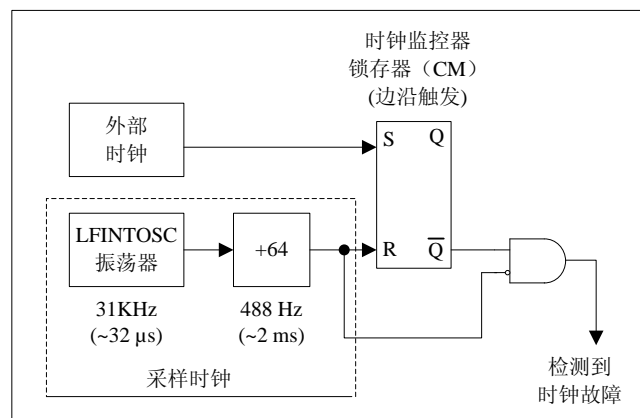 时钟监控器
锁存器（CM）
(边沿触发)
外部
时钟
S Q
LFINTOSC
振荡器
+64
R Q
31KHz
(~32 µs)
488 Hz
(~2 ms)
采样时钟
检测到
时钟故障